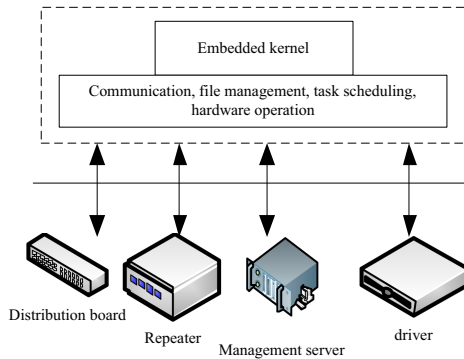 Embedded kernel
Communication, file management, task scheduling,
hardware operation
Distribution board
Repeater
Management server
driver